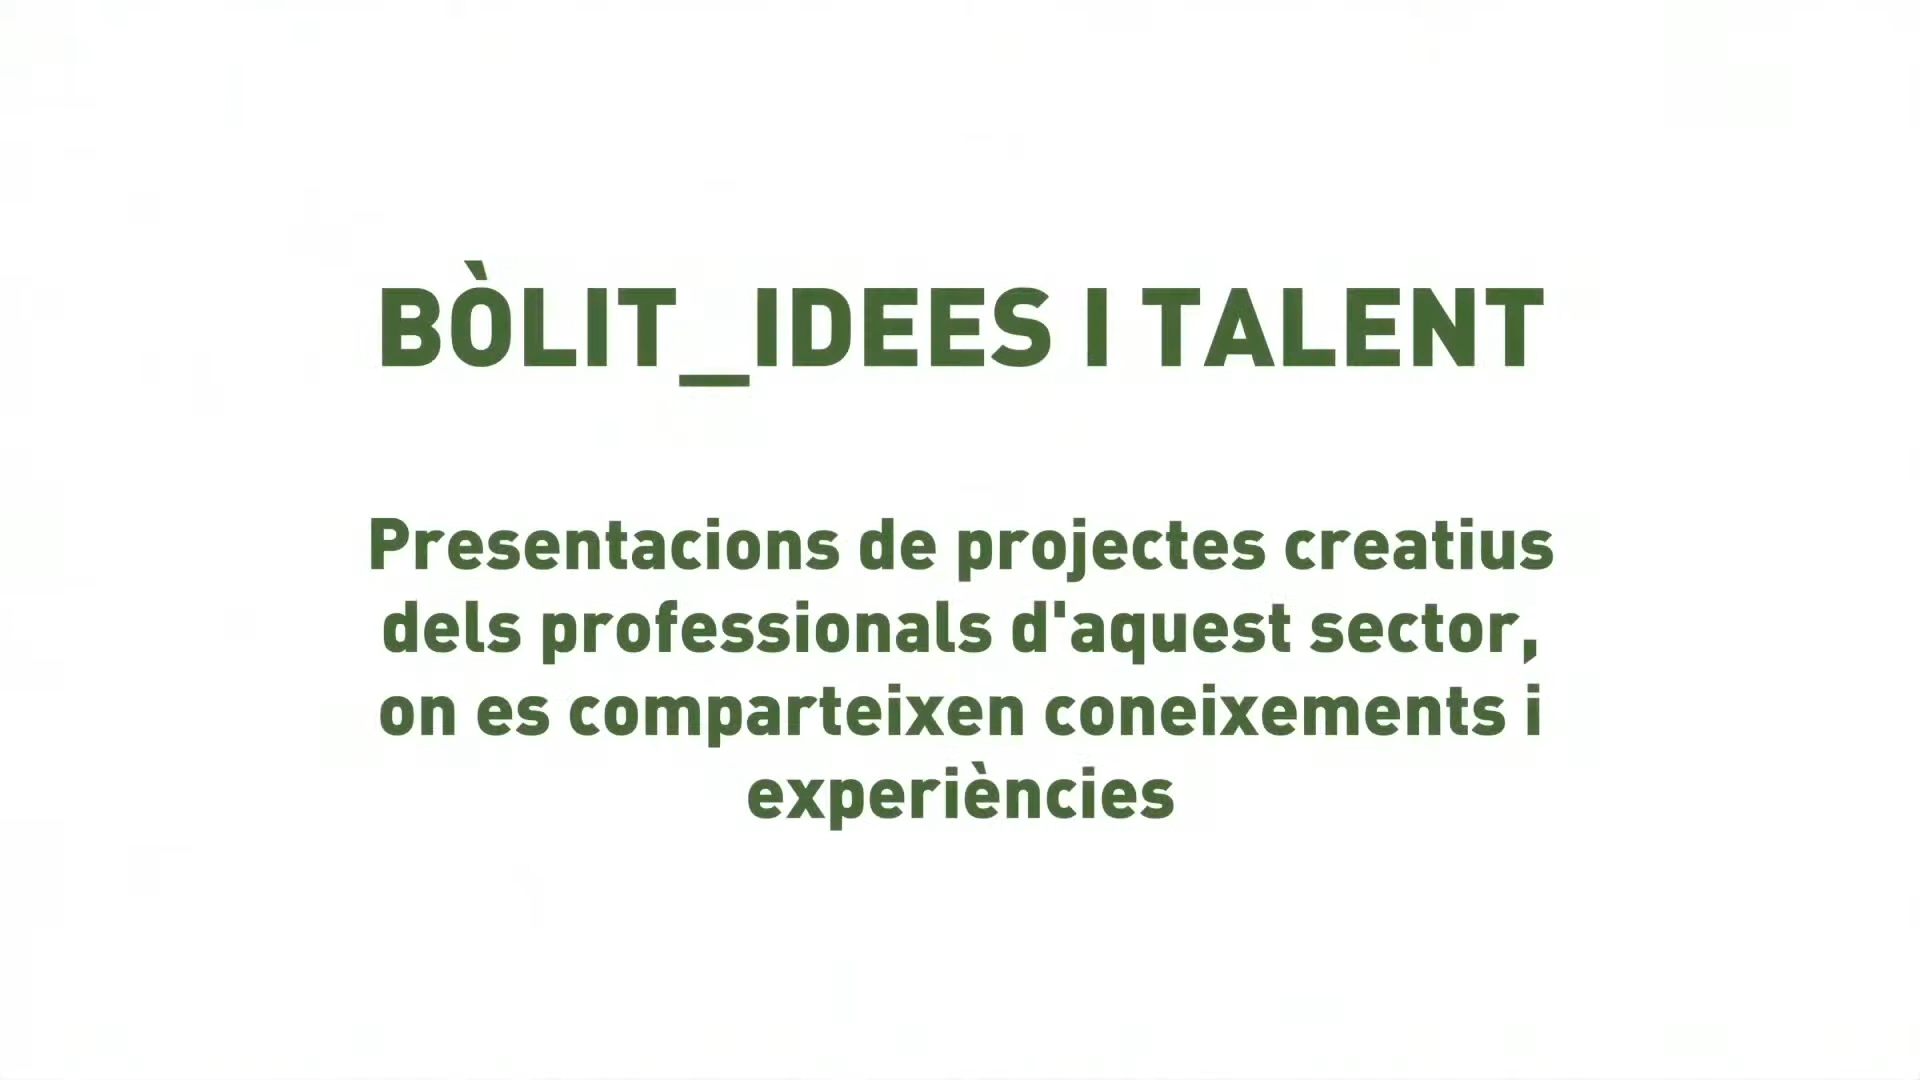 BÒLIT_IDEES I TALENT
Presentacions de projectes creatius
dels professionals d'aquest sector,
on es comparteixen coneixements i
experiències